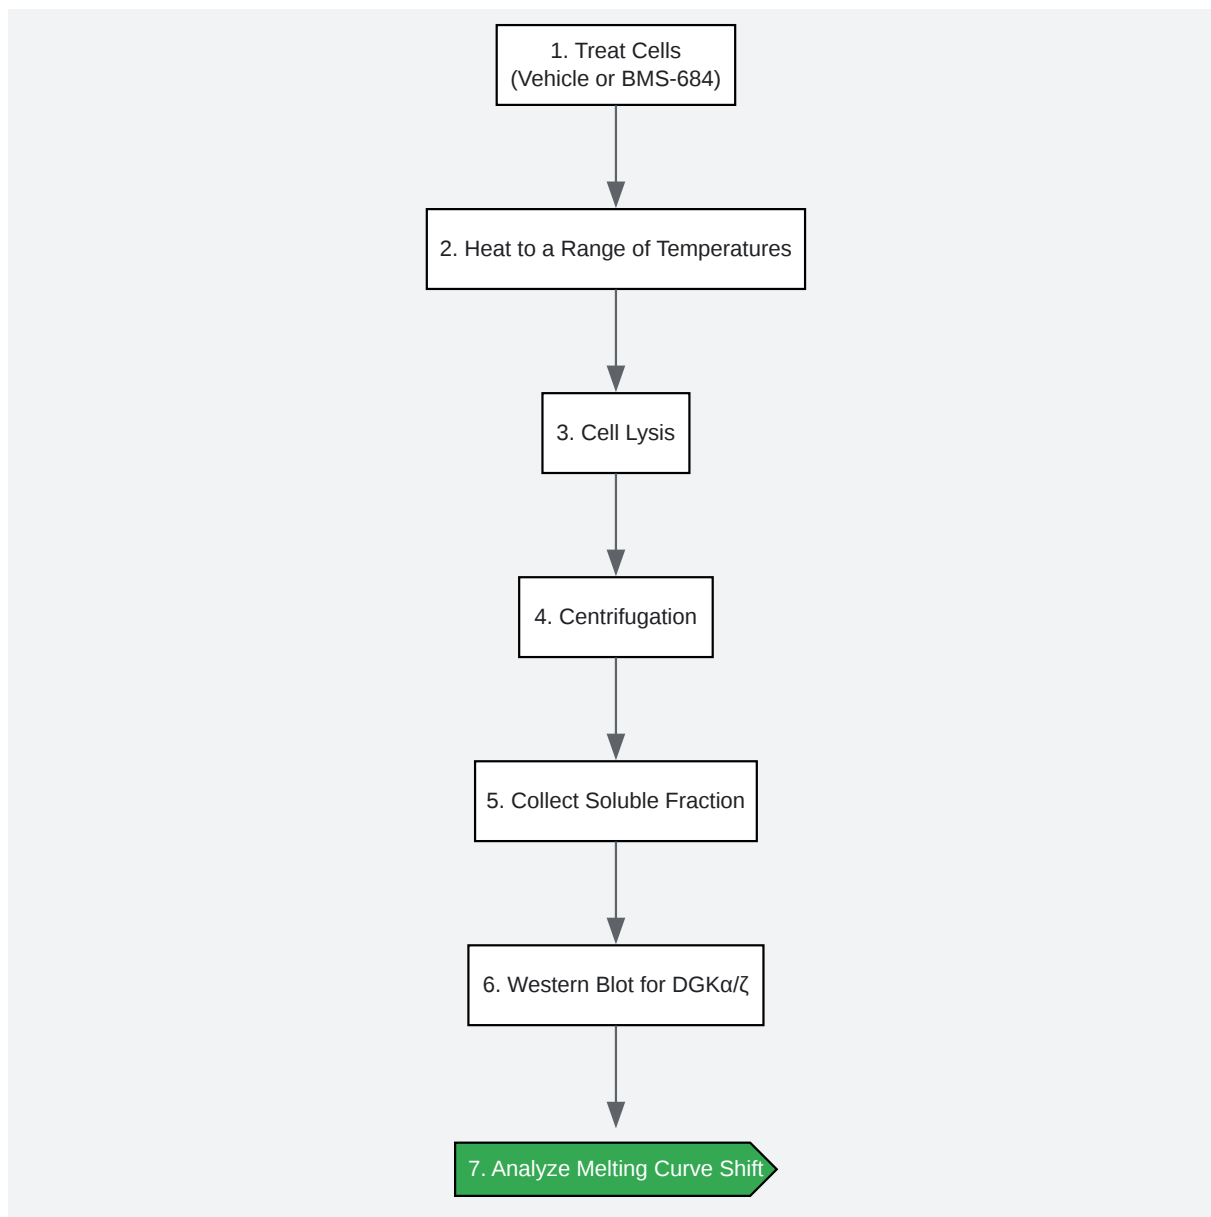 1. Treat Cells
(Vehicle or BMS-684)
2. Heat to a Range of Temperatures
3. Cell Lysis
4. Centrifugation
5. Collect Soluble Fraction
6. Western Blot for DGKα/ζ
7. Analyze Melting Curve Shift